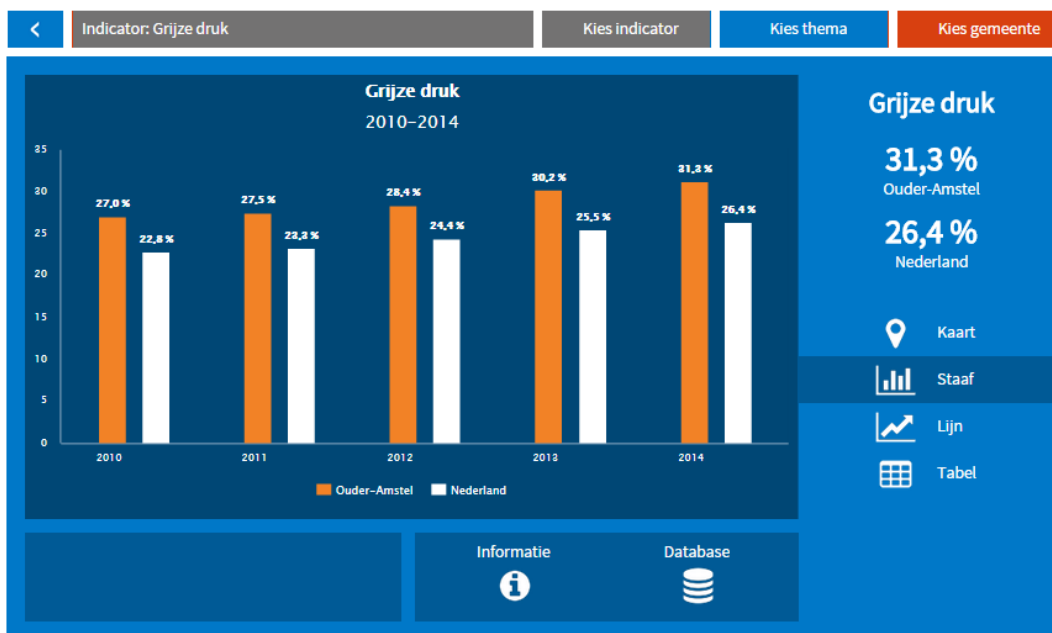 Indicator: Grijze druk
Kies indicator
Kies thema
Kies gemeente
Grijze druk
2010-2014
35
30
25
20
15
10
5
0
27,0 %
22,8 %
27,5 %
23,3 %
28,4 %
24,4 %
30,2 %
25,5 %
31,3 %
26,4 %
2010
2011
2012
2013
2014
Ouder-Amstel
Nederland
Grijze druk
31,3 %
Ouder-Amstel
26,4 %
Nederland
Kaart
Staaf
Lijn
Tabel
Informatie
Database